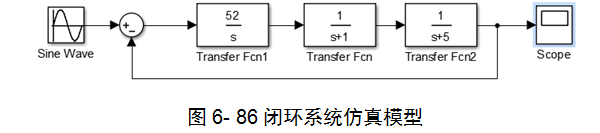 52
s
1
s+1
1
s+5
Sine Wave
Transfer Fcn1
Transfer Fcn
Transfer Fcn2
Scope
图 6- 86 闭环系统仿真模型